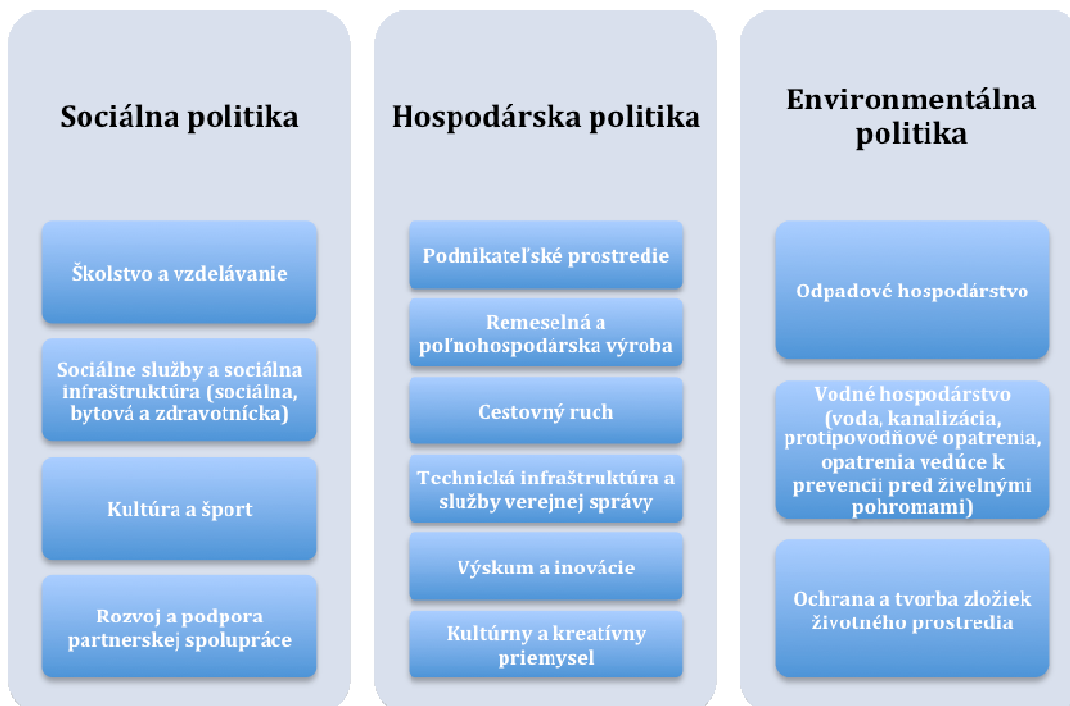 Sociálna politika
Školstvo a vzdelávanie
Sociálne služby a sociálna
infraštruktúra (sociálna,
bytová a zdravotnícka)
Kultúra a šport
Rozvoj a podpora
partnerskej spolupráce
Hospodárska politika
Podnikateľské prostredie
Remeselná a
poľnohospodárska výroba
Cestovný ruch
Technická infraštruktúra a
služby verejnej správy
Výskum a inovácie
Kultúrny a kreatívny
priemysel
Environmentálna
politika
Odpadové hospodárstvo
Vodné hospodárstvo
(voda, kanalizácia,
protipovodňové opatrenia,
opatrenia vedúce k
prevencii pred živelnými
pohromami)
Ochrana a tvorba zložiek
životného prostredia